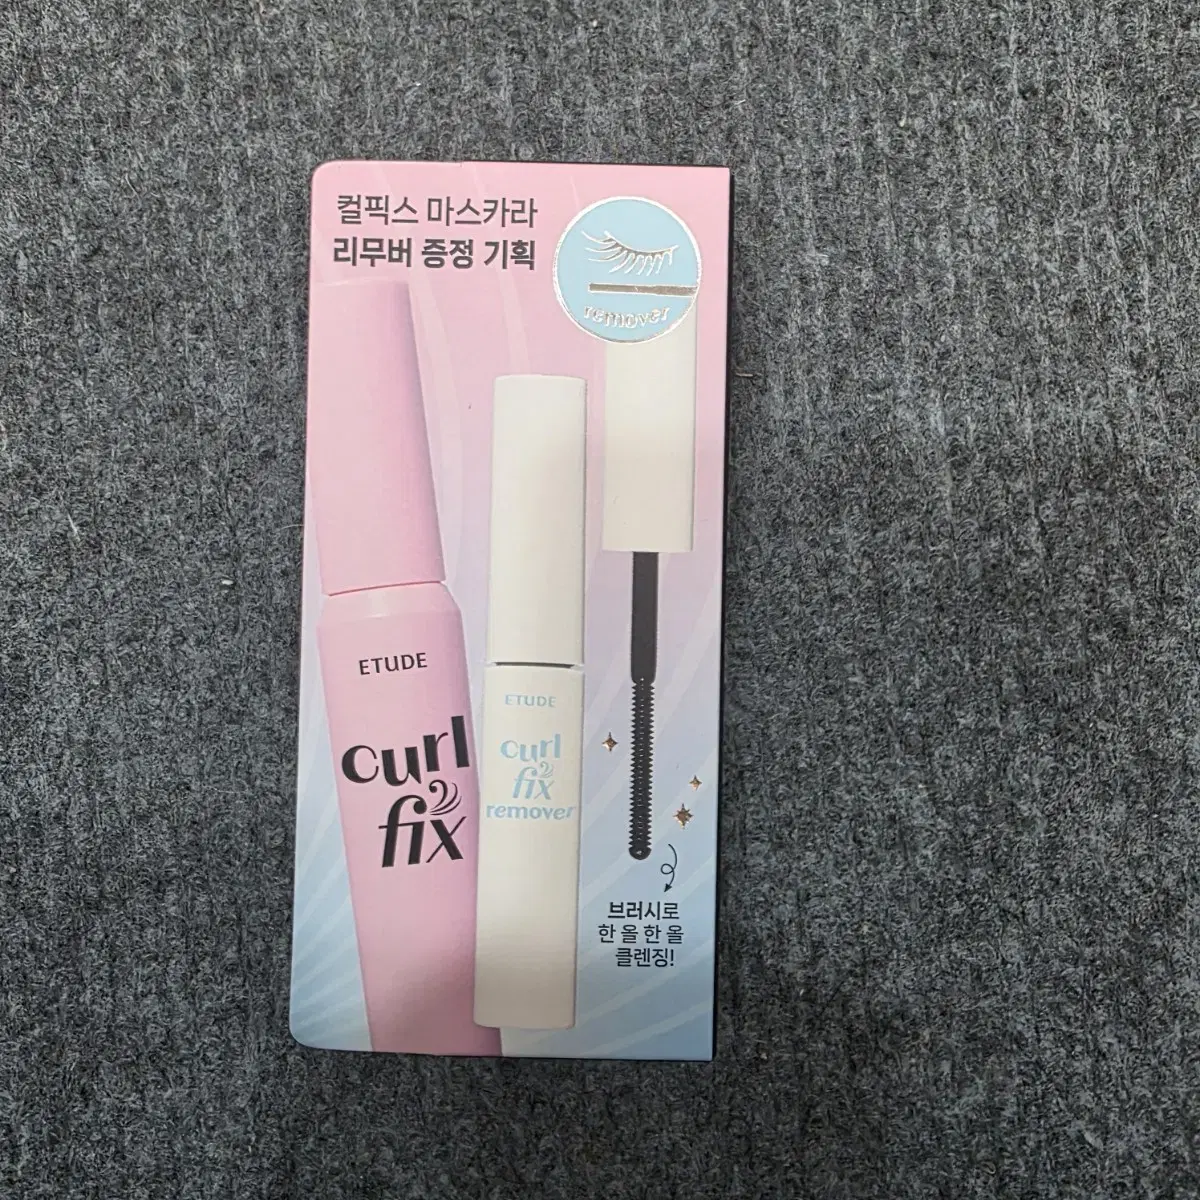 컬픽스 마스카라
리무버 증정 기획
remover
ETUDE
curl
fix
ETUDE
curl
fix
remover
브러시로
한 올 한 올
클렌징!